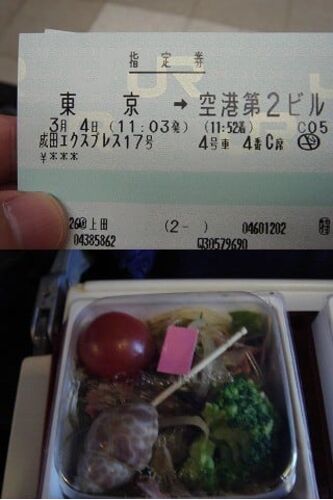 指定券
東京 → 空港第2ビル
3月 4日 (11:03発) (11:52着) C05
成田エクスプレス17号 4号車 4番C席
¥***
上田 (2- ) 04601202
04385862 Q30579690